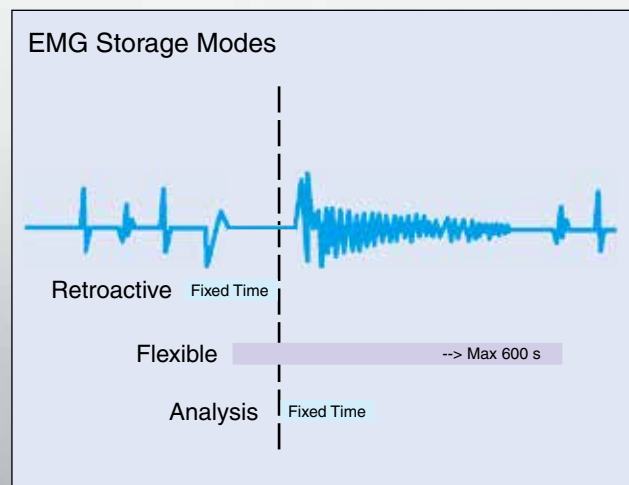 EMG Storage Modes
Retroactive Fixed Time
Flexible --> Max 600 s
Analysis Fixed Time